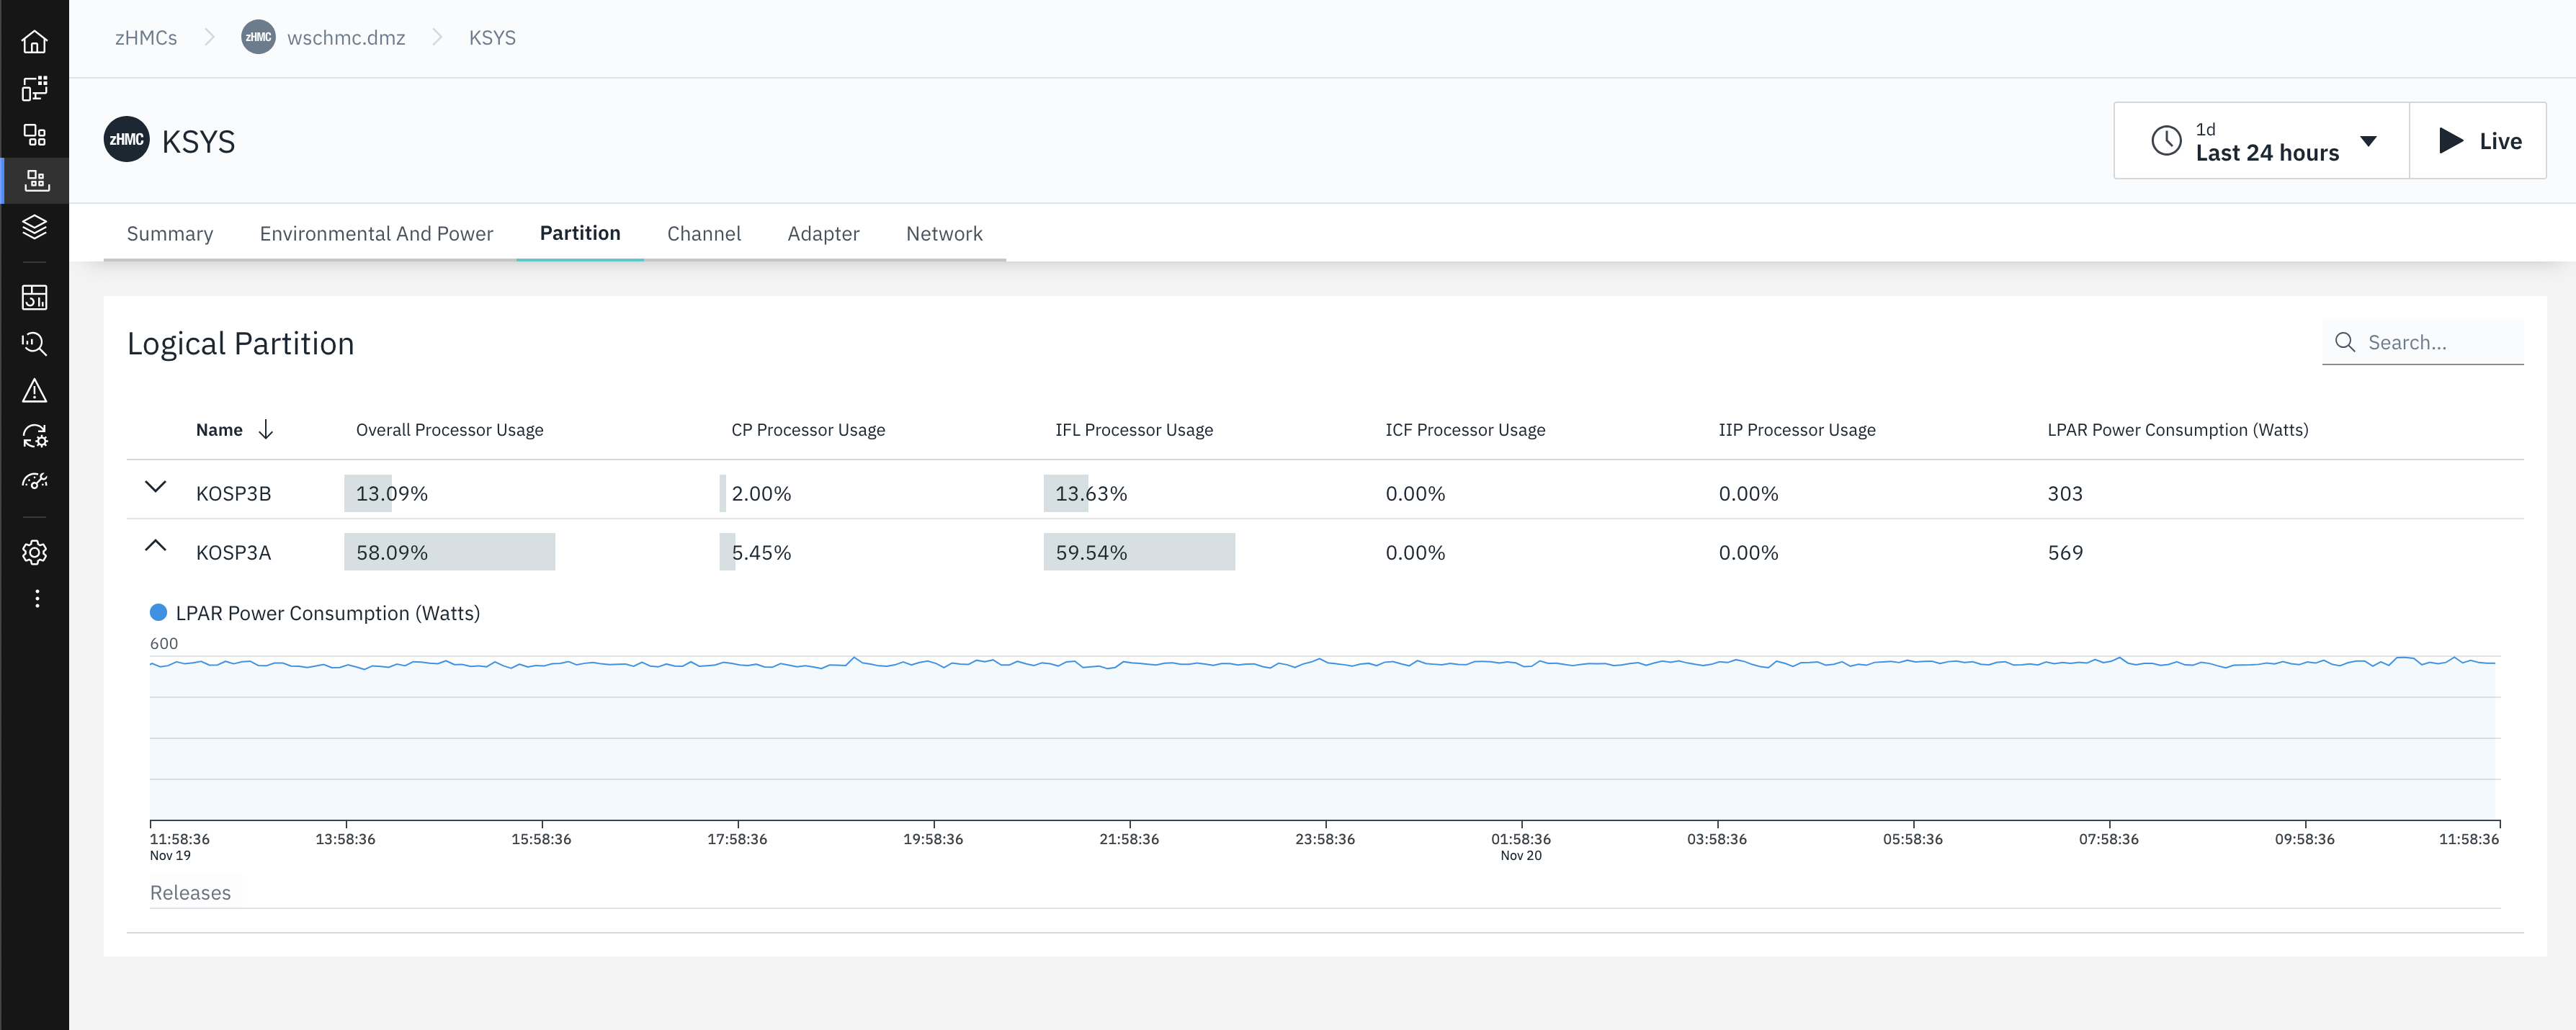 zHMCs zHMC wschmc.dmz KSYS
zHMC KSYS
1d
Last 24 hours
Live
Summary Environmental And Power Partition Channel Adapter Network
Logical Partition
Search...
Name Overall Processor Usage CP Processor Usage IFL Processor Usage ICF Processor Usage IIP Processor Usage LPAR Power Consumption (Watts)
KOSP3B 13.09% 2.00% 13.63% 0.00% 0.00% 303
KOSP3A 58.09% 5.45% 59.54% 0.00% 0.00% 569
LPAR Power Consumption (Watts)
600
11:58:36 13:58:36 15:58:36 17:58:36 19:58:36 21:58:36 23:58:36 01:58:36 03:58:36 05:58:36 07:58:36 09:58:36 11:58:36
Nov 19 Nov 20
Releases